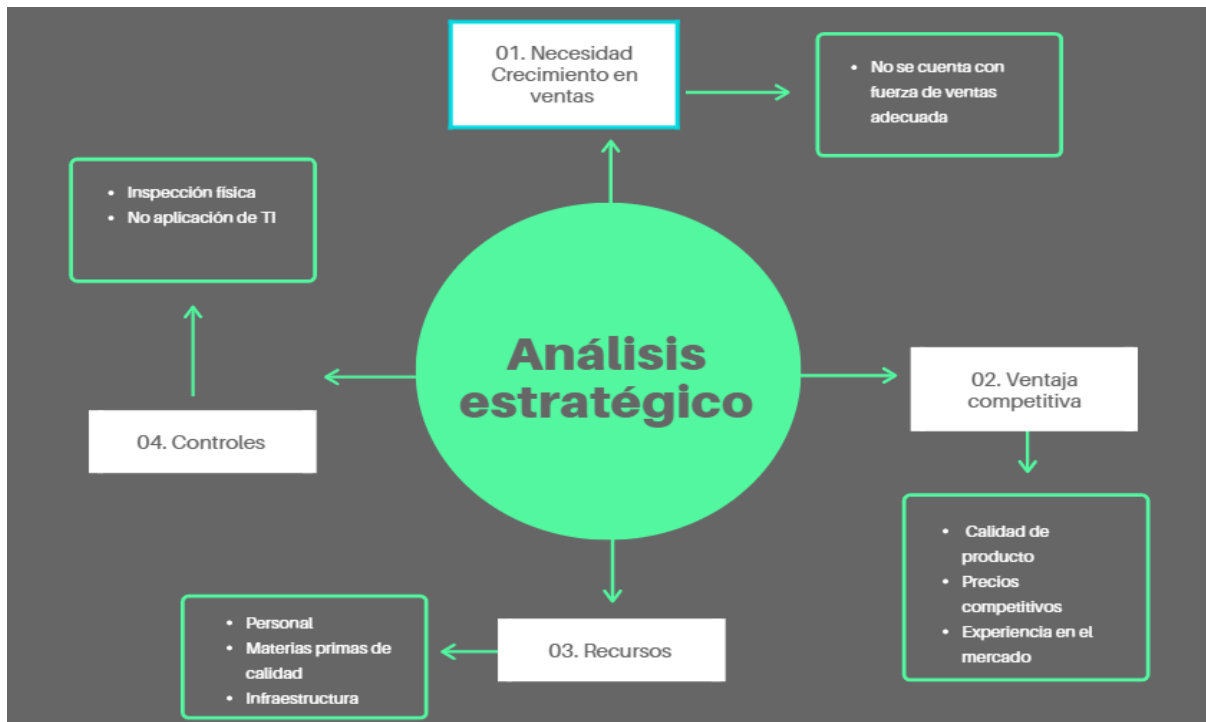 01. Necesidad
Crecimiento en
ventas
• No se cuenta con
fuerza de ventas
adecuada
• Inspección física
• No aplicación de TI
Análisis
estratégico
04. Controles
02. Ventaja
competitiva
• Calidad de
producto
• Precios
competitivos
• Experiencia en el
mercado
• Personal
• Materias primas de
calidad
• Infraestructura
03. Recursos